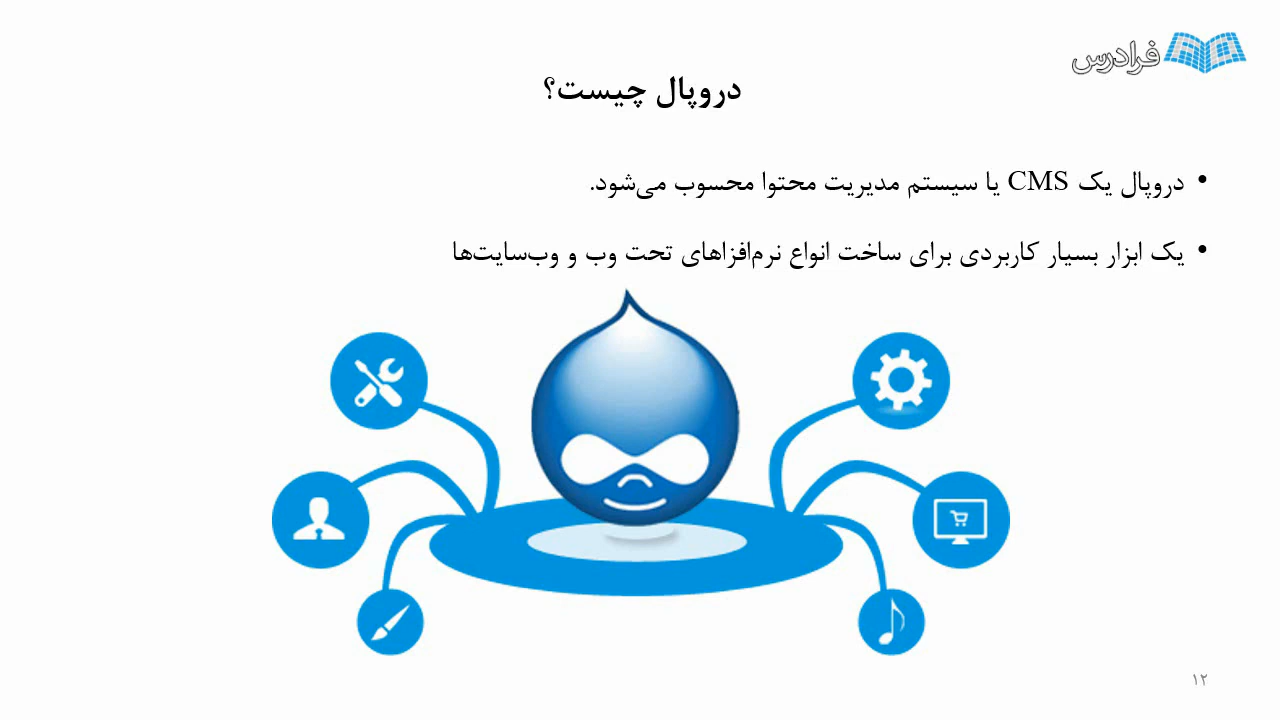 فرادرس
دروپال چیست؟
• دروپال یک CMS یا سیستم مدیریت محتوا محسوب می‌شود.
• یک ابزار بسیار کاربردی برای ساخت انواع نرم‌افزاهای تحت وب و وب‌سایت‌ها
۱۲